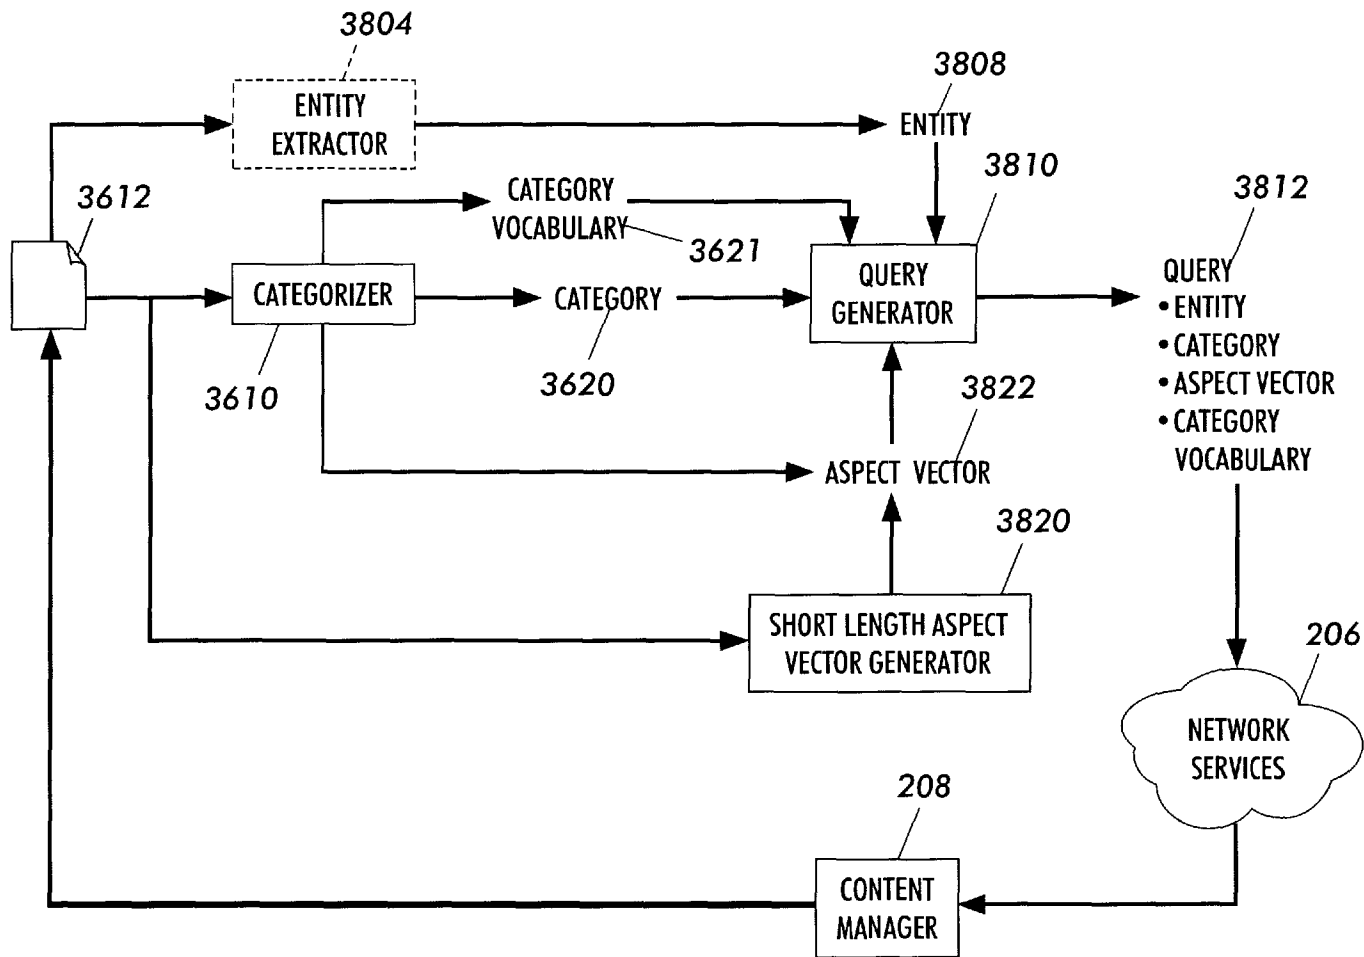 3804
ENTITY
EXTRACTOR
3808
ENTITY
3810
3612
CATEGORY
VOCABULARY
3621
3812
CATEGORIZER
3610
CATEGORY
3620
QUERY
GENERATOR
QUERY
• ENTITY
• CATEGORY
• ASPECT VECTOR
• CATEGORY
VOCABULARY
3822
ASPECT VECTOR
3820
SHORT LENGTH ASPECT
VECTOR GENERATOR
206
NETWORK
SERVICES
208
CONTENT
MANAGER